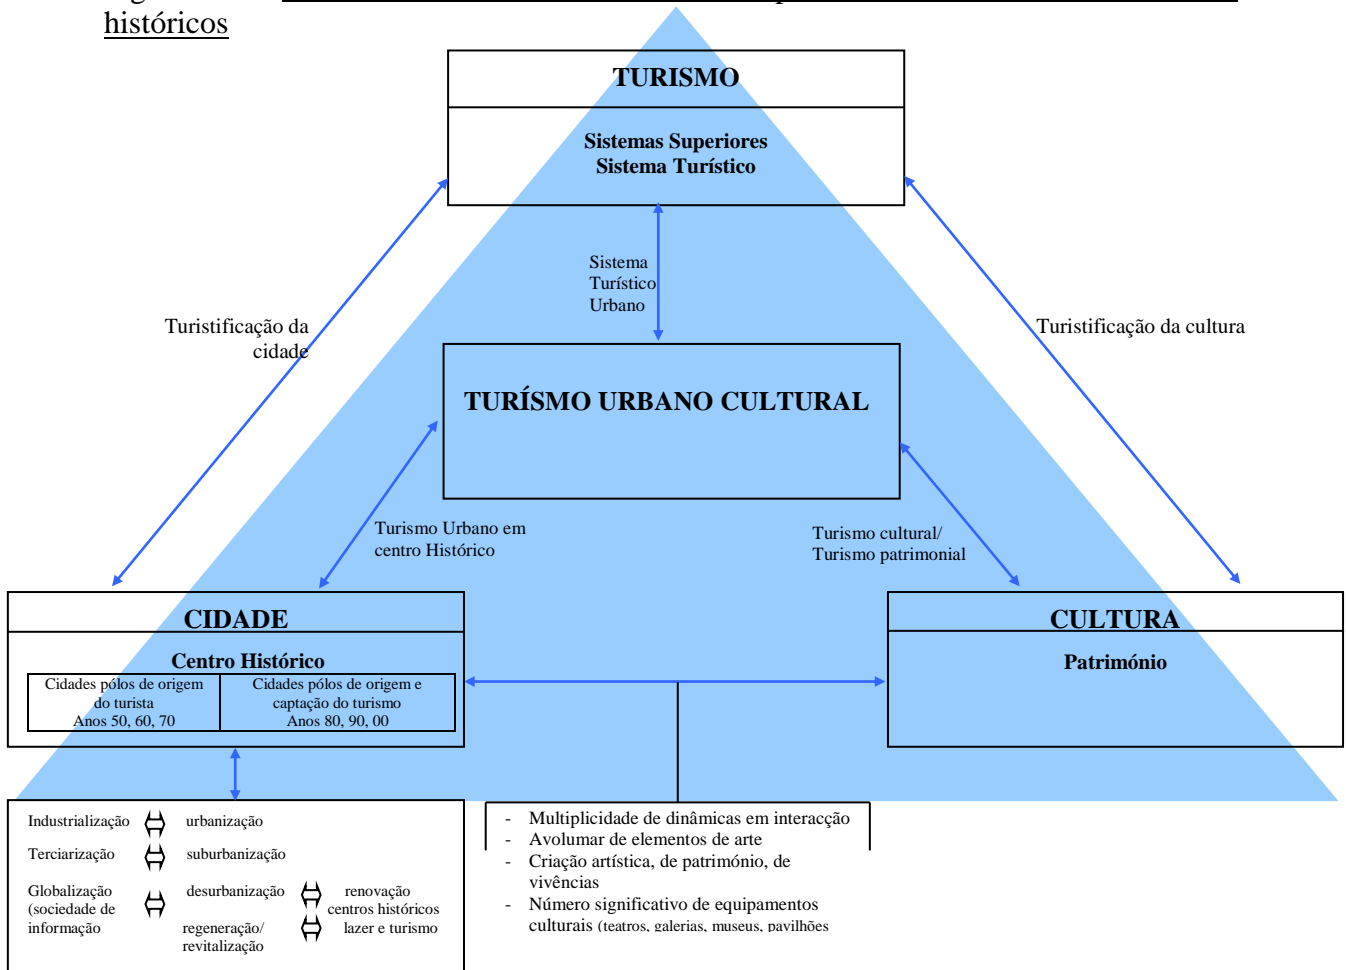 históricos
TURISMO
Sistemas Superiores
Sistema Turístico
Sistema
Turístico
Urbano
Turistificação da
cidade
Turistificação da cultura
TURÍSMO URBANO CULTURAL
Turismo Urbano em
centro Histórico
Turismo cultural/
Turismo patrimonial
CIDADE
Centro Histórico
Cidades pólos de origem
do turista
Anos 50, 60, 70
Cidades pólos de origem e
captação do turismo
Anos 80, 90, 00
CULTURA
Património
Industrialização urbanização
Terciarização suburbanização
Globalização desurbanização renovação
(sociedade de centros históricos
informação regeneração/ lazer e turismo
revitalização
- Multiplicidade de dinâmicas em interacção
- Avolumar de elementos de arte
- Criação artística, de património, de
vivências
- Número significativo de equipamentos
culturais (teatros, galerias, museus, pavilhões